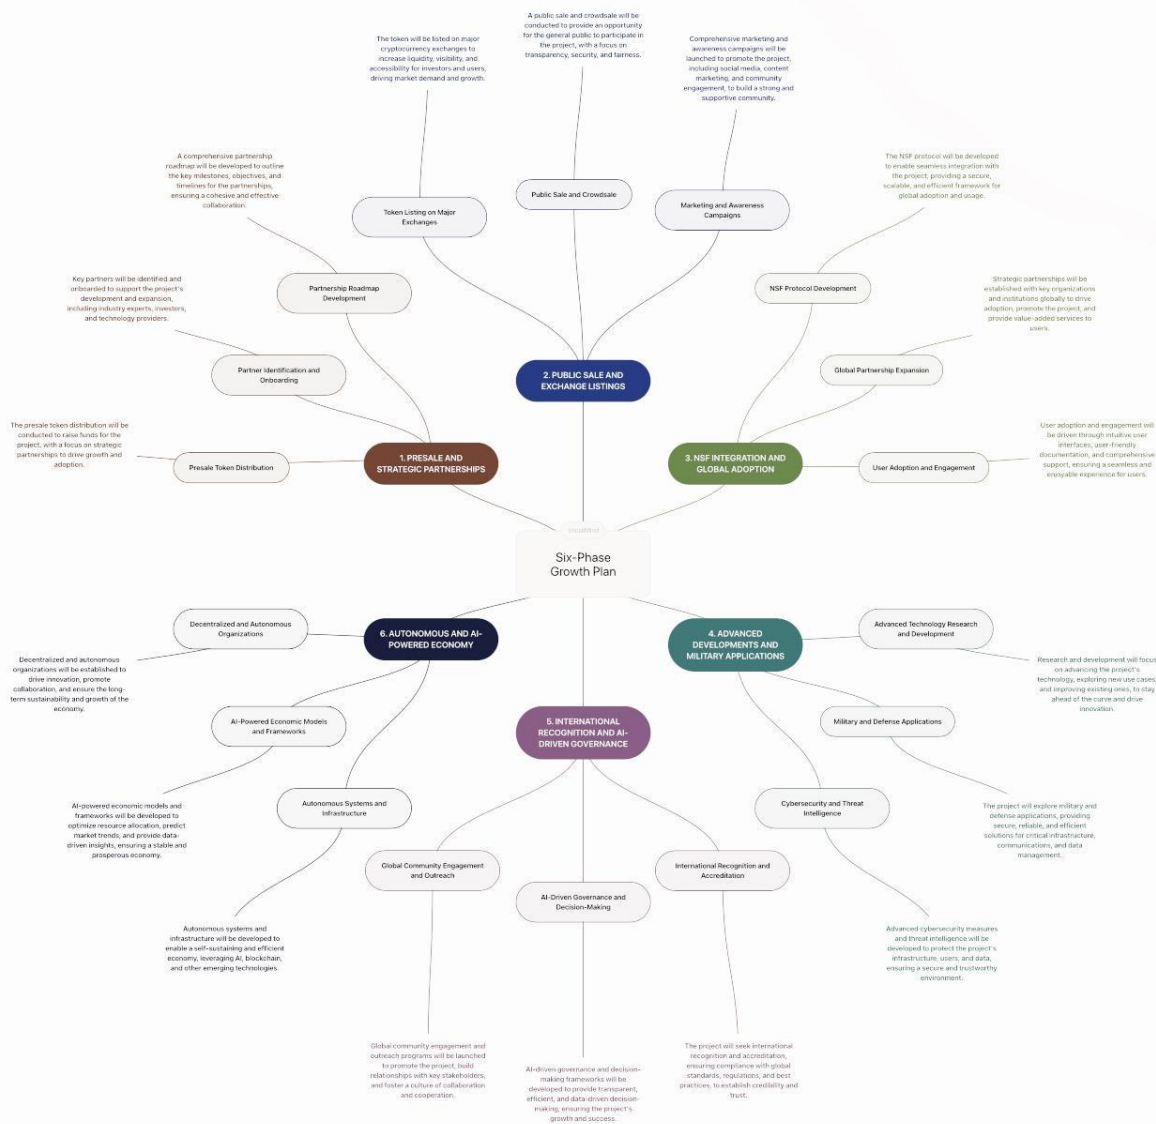 Six-Phase
Growth Plan
1. PRESALE AND
STRATEGIC PARTNERSHIPS
Presale Token Distribution
The presale token distribution will be
conducted to raise funds for the
project, with a focus on strategic
partnerships to drive growth and
adoption.
Partner Identification and
Onboarding
Key partners will be identified and
onboarded to support the project's
development and expansion,
including industry experts, investors,
and technology providers.
Partnership Roadmap
Development
A comprehensive partnership
roadmap will be developed to outline
the key milestones, objectives, and
timelines for the partnerships,
ensuring a cohesive and effective
collaboration.
2. PUBLIC SALE AND
EXCHANGE LISTINGS
Token Listing on Major
Exchanges
The token will be listed on major
cryptocurrency exchanges to
increase liquidity, visibility, and
accessibility for investors and users,
driving market demand and growth.
Public Sale and Crowdsale
A public sale and crowdsale will be
conducted to provide an opportunity
for the general public to participate in
the project, with a focus on
transparency, security, and fairness.
Marketing and Awareness
Campaigns
Comprehensive marketing and
awareness campaigns will be
launched to promote the project,
including social media, content
marketing, and community
engagement, to build a strong and
supportive community.
3. NSF INTEGRATION AND
GLOBAL ADOPTION
NSF Protocol Development
The NSF protocol will be developed
to enable seamless integration with
the project, providing a secure,
scalable, and efficient framework for
global adoption and usage.
Global Partnership Expansion
Strategic partnerships will be
established with key organizations
and institutions globally to drive
adoption, promote the project, and
provide value-added services to
users.
User Adoption and Engagement
User adoption and engagement will
be driven through intuitive user
interfaces, user-friendly
documentation, and comprehensive
support, ensuring a seamless and
enjoyable experience for users.
4. ADVANCED
DEVELOPMENTS AND
MILITARY APPLICATIONS
Advanced Technology Research
and Development
Research and development will focus
on advancing the project's
technology, exploring new use cases,
and improving existing ones, to stay
ahead of the curve and drive
innovation.
Military and Defense Applications
The project will explore military and
defense applications, providing
secure, reliable, and efficient
solutions for critical infrastructure,
communications, and data
management.
Cybersecurity and Threat
Intelligence
Advanced cybersecurity measures
and threat intelligence will be
developed to protect the project's
infrastructure, users, and data,
ensuring a secure and trustworthy
environment.
5. INTERNATIONAL
RECOGNITION AND AI-
DRIVEN GOVERNANCE
International Recognition and
Accreditation
The project will seek international
recognition and accreditation,
ensuring compliance with global
standards, regulations, and best
practices, to establish credibility and
trust.
AI-Driven Governance and
Decision-Making
AI-driven governance and decision-
making frameworks will be
developed to provide transparent,
efficient, and data-driven decision-
making, ensuring the project's
growth and success.
Global Community Engagement
and Outreach
Global community engagement and
outreach programs will be launched
to promote the project, build
relationships with key stakeholders,
and foster a culture of collaboration
and cooperation.
6. AUTONOMOUS AND AI-
POWERED ECONOMY
Decentralized and Autonomous
Organizations
Decentralized and autonomous
organizations will be established to
drive innovation, promote
collaboration, and ensure the long-
term sustainability and growth of the
economy.
AI-Powered Economic Models
and Frameworks
AI-powered economic models and
frameworks will be developed to
optimize resource allocation, predict
market trends, and provide data-
driven insights, ensuring a stable and
prosperous economy.
Autonomous Systems and
Infrastructure
Autonomous systems and
infrastructure will be developed to
enable a self-sustaining and efficient
economy, leveraging AI, blockchain,
and other emerging technologies.